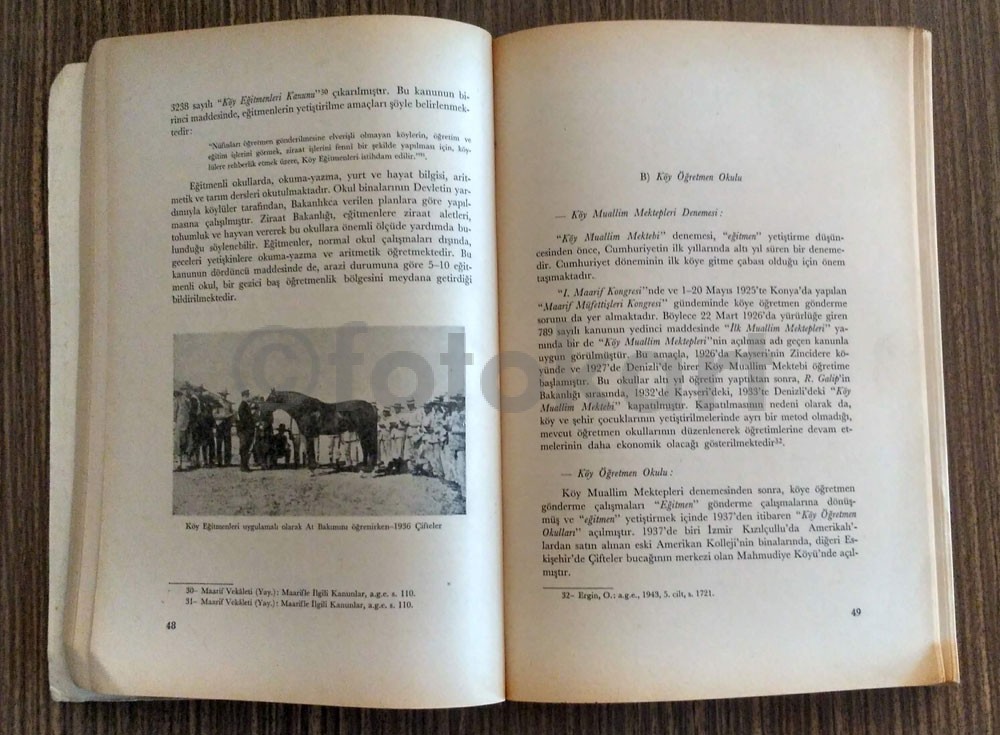 3238 sayılı "Köy Eğitmenleri Kanunu"³⁰ çıkarılmıştır. Bu kanunun bi-
rinci maddesinde, eğitmenlerin yetiştirilme amaçları şöyle belirlenmek-
tedir:
"Nüfusları öğretmen gönderilmesine elverişli olmayan köylerin, öğretim ve
eğitim işlerini görmek, ziraat işlerini fennî bir şekilde yapılması için, köy-
lülere rehberlik etmek üzere, Köy Eğitmenleri istihdam edilir."³¹.
Eğitmenli okullarda, okuma-yazma, yurt ve hayat bilgisi, arit-
metik ve tarım dersleri okutulmaktadır. Okul binalarının Devletin yar-
dımıyla köylüler tarafından, Bakanlıkca verilen planlara göre yapıl-
masına çalışılmıştır. Ziraat Bakanlığı, eğitmenlere ziraat aletleri,
tohumluk ve hayvan vererek bu okullara önemli ölçüde yardımda bu-
lunduğu söylenebilir. Eğitmenler, normal okul çalışmaları dışında,
geceleri yetişkinlere okuma-yazma ve aritmetik öğretmektedir. Bu
kanunun dördüncü maddesinde de, arazi durumuna göre 5-10 eğit-
menli okul, bir gezici baş öğretmenlik bölgesini meydana getirdiği
bildirilmektedir.
Köy Eğitmenleri uygulamalı olarak At Bakımını öğrenirken-1936 Çifteler
30- Maarif Vekâleti (Yay.): Maarifle İlgili Kanunlar, a.g.e. s. 110.
31- Maarif Vekâleti (Yay.): Maarifle İlgili Kanunlar, a.g.e. s. 110.
48
B) Köy Öğretmen Okulu
— Köy Muallim Mektepleri Denemesi :
"Köy Muallim Mektebi" denemesi, "eğitmen" yetiştirme düşün-
cesinden önce, Cumhuriyetin ilk yıllarında altı yıl süren bir deneme-
dir. Cumhuriyet döneminin ilk köye gitme çabası olduğu için önem
taşımaktadır.
"I. Maarif Kongresi"nde ve 1-20 Mayıs 1925'te Konya'da yapılan
"Maarif Müfettişleri Kongresi" gündeminde köye öğretmen gönderme
sorunu da yer almaktadır. Böylece 22 Mart 1926'da yürürlüğe giren
789 sayılı kanunun yedinci maddesinde "İlk Muallim Mektepleri" ya-
nında bir de "Köy Muallim Mektepleri"nin açılması adı geçen kanunla
uygun görülmüştür. Bu amaçla, 1926'da Kayseri'nin Zincidere kö-
yünde ve 1927'de Denizli'de birer Köy Muallim Mektebi öğretime
başlamıştır. Bu okullar altı yıl öğretim yaptıktan sonra, R. Galip'in
Bakanlığı sırasında, 1932'de Kayseri'deki, 1933'te Denizli'deki "Köy
Muallim Mektebi" kapatılmıştır. Kapatılmasının nedeni olarak da,
köy ve şehir çocuklarının yetiştirilmelerinde ayrı bir metod olmadığı,
mevcut öğretmen okullarının düzenlenerek öğretimlerine devam et-
melerinin daha ekonomik olacağı gösterilmektedir³².
— Köy Öğretmen Okulu :
Köy Muallim Mektepleri denemesinden sonra, köye öğretmen
gönderme çalışmaları "Eğitmen" gönderme çalışmalarına dönüş-
müş ve "eğitmen" yetiştirmek içinde 1937'den itibaren "Köy Öğretmen
Okulları" açılmıştır. 1937'de biri İzmir Kızılçullu'da Amerikalı'-
lardan satın alınan eski Amerikan Kolleji'nin binalarında, diğeri Es-
kişehir'de Çifteler bucağının merkezi olan Mahmudiye Köyü'nde açıl-
mıştır.
32- Ergin, O.: a.g.e., 1943, 5. cilt, s. 1721.
49